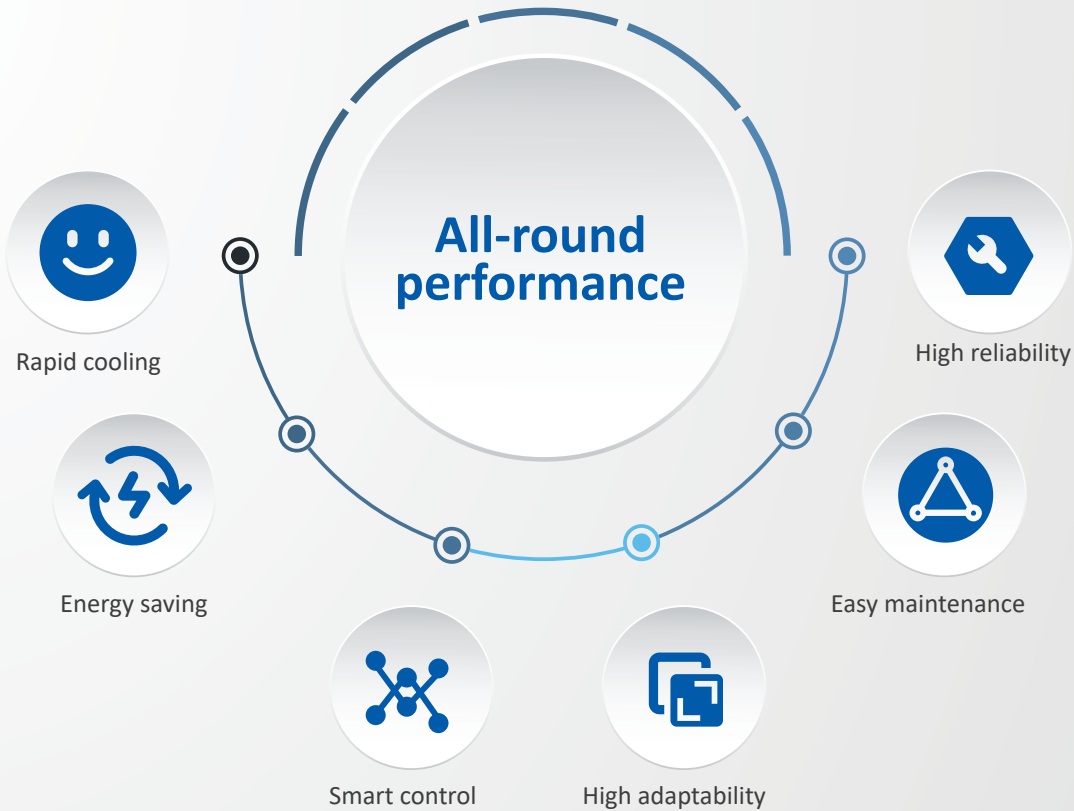 All-round
performance
Rapid cooling
Energy saving
Smart control
High adaptability
Easy maintenance
High reliability